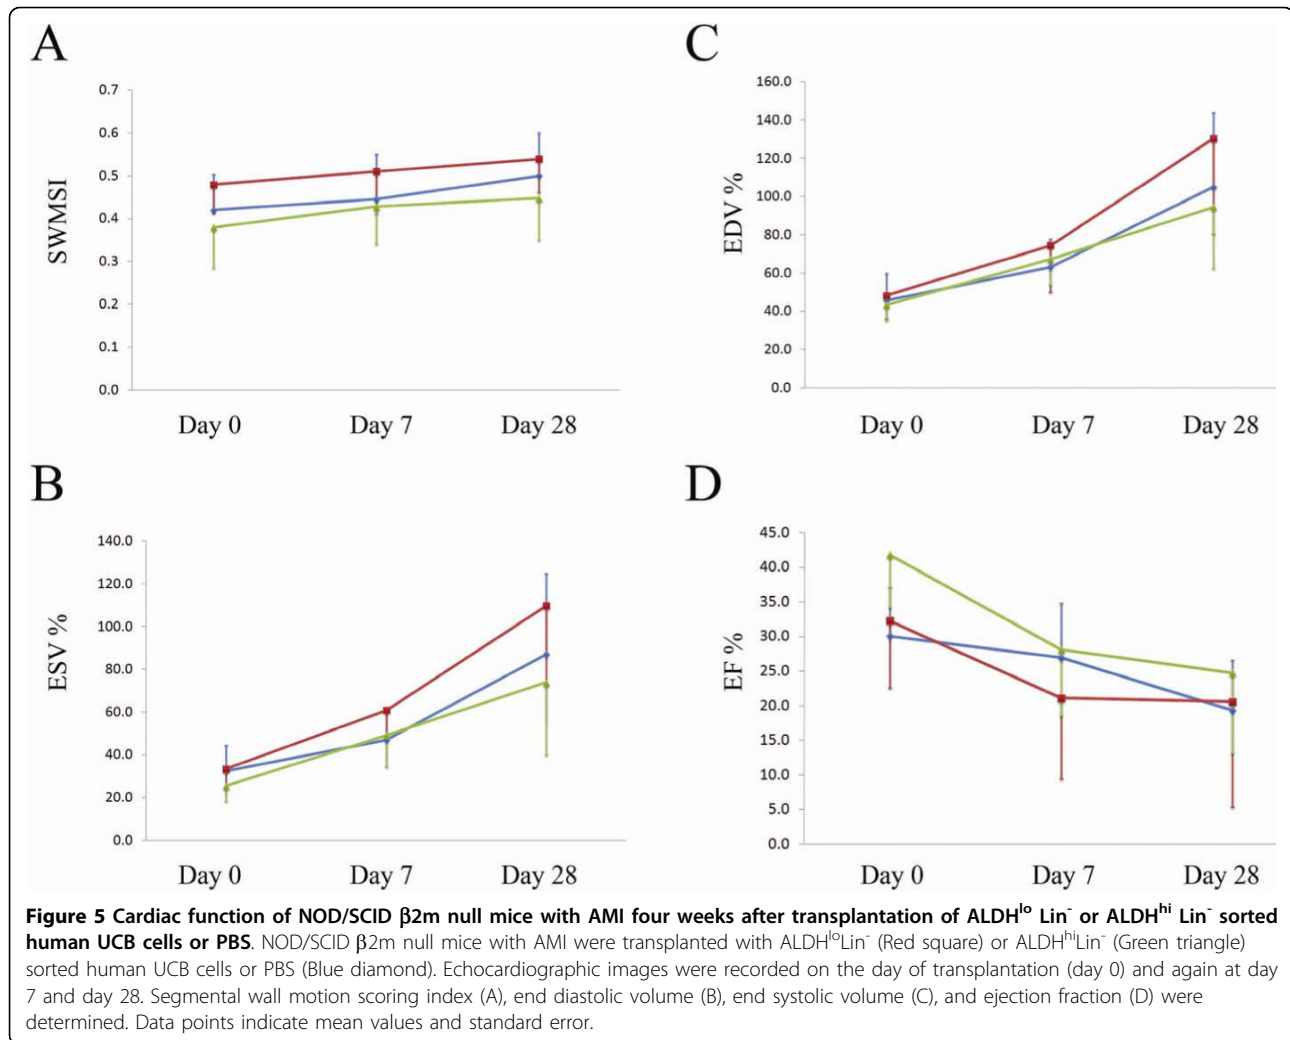 A
0.7
0.6
0.5
0.4
0.3
0.2
0.1
0.0
SWMSI
Day 0 Day 7 Day 28
C
160.0
140.0
120.0
100.0
80.0
60.0
40.0
20.0
0.0
EDV %
Day 0 Day 7 Day 28
B
140.0
120.0
100.0
80.0
60.0
40.0
20.0
0.0
ESV %
Day 0 Day 7 Day 28
D
45.0
40.0
35.0
30.0
25.0
20.0
15.0
10.0
5.0
0.0
EF %
Day 0 Day 7 Day 28
Figure 5 Cardiac function of NOD/SCID β2m null mice with AMI four weeks after transplantation of ALDHˡᵒ Lin⁻ or ALDHʰⁱ Lin⁻ sorted
human UCB cells or PBS. NOD/SCID β2m null mice with AMI were transplanted with ALDHˡᵒLin⁻ (Red square) or ALDHʰⁱLin⁻ (Green triangle)
sorted human UCB cells or PBS (Blue diamond). Echocardiographic images were recorded on the day of transplantation (day 0) and again at day
7 and day 28. Segmental wall motion scoring index (A), end diastolic volume (B), end systolic volume (C), and ejection fraction (D) were
determined. Data points indicate mean values and standard error.